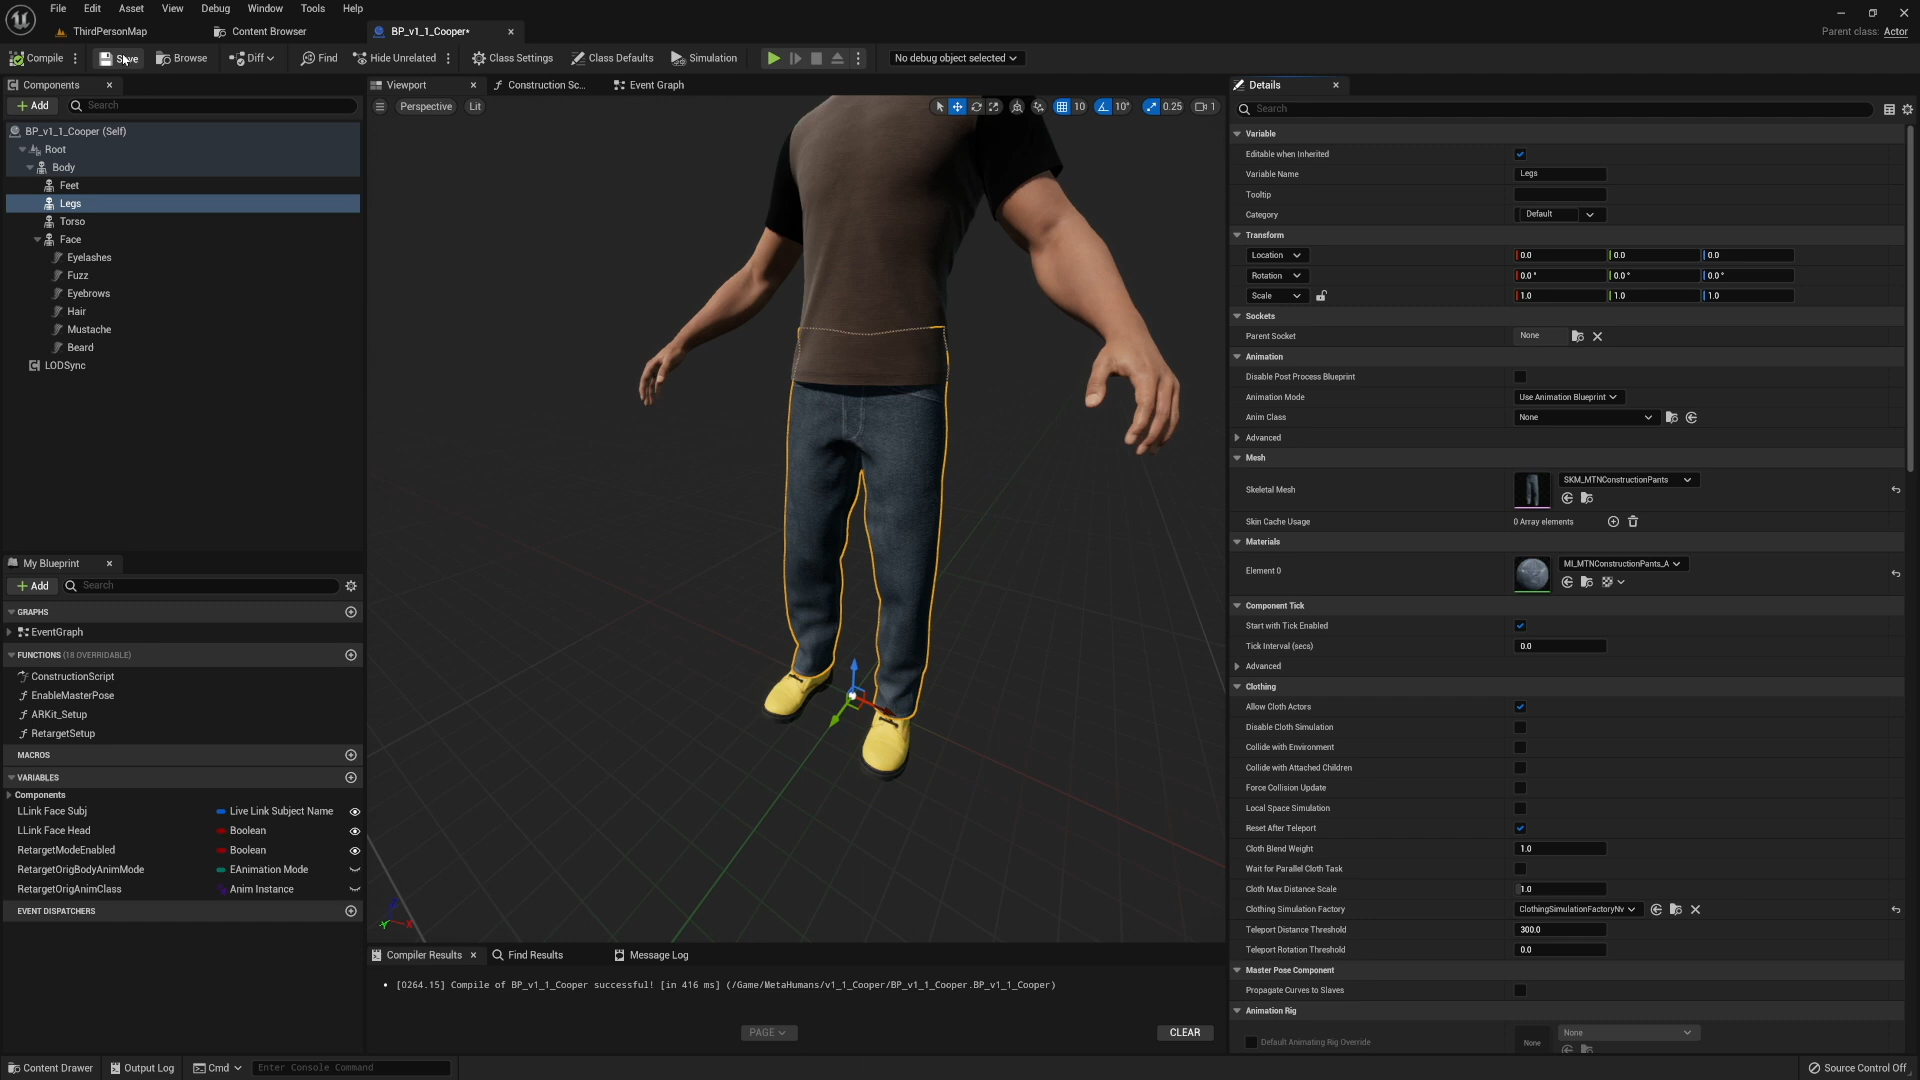 File Edit Asset View Debug Window Tools Help
ThirdPersonMap
Content Browser
BP_v1_1_Cooper*
Parent class: Actor
Compile
Save
Browse
Diff
Find
Hide Unrelated
Class Settings
Class Defaults
Simulation
No debug object selected
Components
Add
Search
BP_v1_1_Cooper (Self)
Root
Body
Feet
Legs
Torso
Face
Eyelashes
Fuzz
Eyebrows
Hair
Mustache
Beard
LODSync
My Blueprint
Add
Search
GRAPHS
EventGraph
FUNCTIONS (18 OVERRIDABLE)
ConstructionScript
EnableMasterPose
ARKit_Setup
RetargetSetup
MACROS
VARIABLES
Components
LLink Face Subj Live Link Subject Name
LLink Face Head Boolean
RetargetModeEnabled Boolean
RetargetOrigBodyAnimMode EAnimation Mode
RetargetOrigAnimClass Anim Instance
EVENT DISPATCHERS
Viewport
Construction Sc...
Event Graph
Perspective Lit
10 10° 0.25 1
Compiler Results
Find Results
Message Log
[0264.15] Compile of BP_v1_1_Cooper successful! [in 416 ms] (/Game/MetaHumans/v1_1_Cooper/BP_v1_1_Cooper.BP_v1_1_Cooper)
PAGE
CLEAR
Details
Search
Variable
Editable when Inherited
Variable Name Legs
Tooltip
Category Default
Transform
Location 0.0 0.0 0.0
Rotation 0.0° 0.0° 0.0°
Scale 1.0 1.0 1.0
Sockets
Parent Socket None
Animation
Disable Post Process Blueprint
Animation Mode Use Animation Blueprint
Anim Class None
Advanced
Mesh
Skeletal Mesh SKM_MTNConstructionPants
Skin Cache Usage 0 Array elements
Materials
Element 0 MI_MTNConstructionPants_A
Component Tick
Start with Tick Enabled
Tick Interval (secs) 0.0
Advanced
Clothing
Allow Cloth Actors
Disable Cloth Simulation
Collide with Environment
Collide with Attached Children
Force Collision Update
Local Space Simulation
Reset After Teleport
Cloth Blend Weight 1.0
Wait for Parallel Cloth Task
Cloth Max Distance Scale 1.0
Clothing Simulation Factory ClothingSimulationFactoryNv
Teleport Distance Threshold 300.0
Teleport Rotation Threshold 0.0
Master Pose Component
Propagate Curves to Slaves
Animation Rig
Default Animating Rig Override None None
Content Drawer
Output Log
Cmd
Enter Console Command
Source Control Off